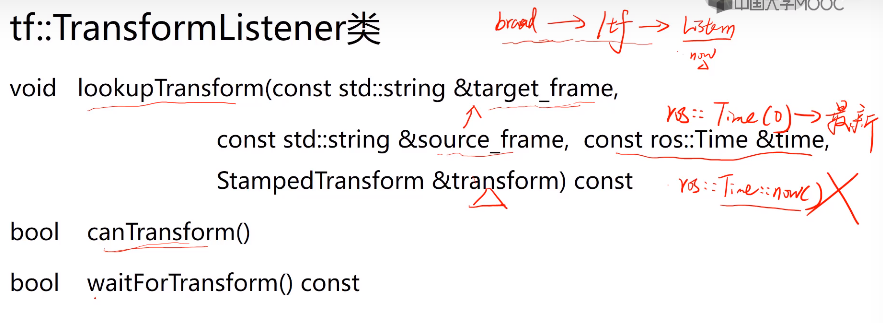 中国大学MOOC
tf::TransformListener类
broad → /tf → Listen
now
void lookupTransform(const std::string &target_frame,
ros::Time(0)→最新
const std::string &source_frame, const ros::Time &time,
StampedTransform &transform) const
ros::Time::now()
bool canTransform()
bool waitForTransform() const